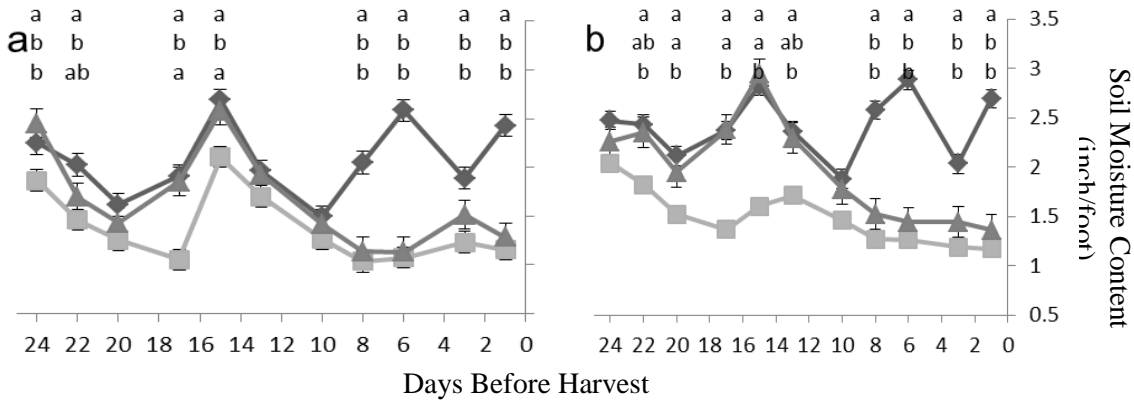 a
a a a a a a a a
b b b b b b b b
b ab a a b b b b
24 22 20 18 16 14 12 10 8 6 4 2 0
b
a a a a a a a a a
ab a a a ab b b b b
b b b b b b b b b
24 22 20 18 16 14 12 10 8 6 4 2 0
3.5
3
2.5
2
1.5
1
0.5
Soil Moisture Content
(inch/foot)
Days Before Harvest